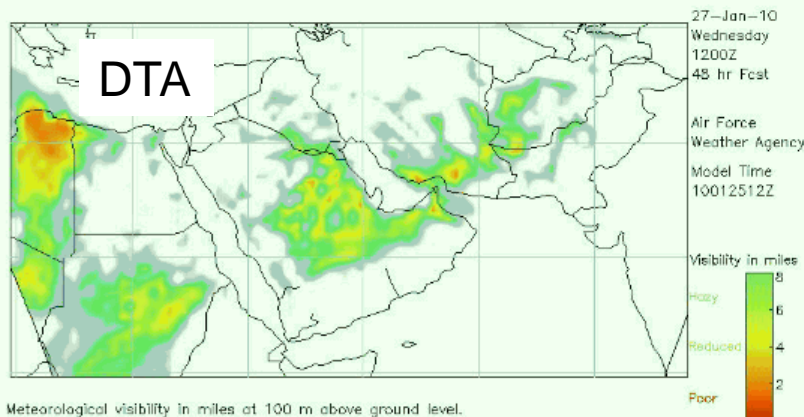 DTA
27-Jan-10
Wednesday
1200Z
48 hr Fcst
Air Force
Weather Agency
Model Time
10012512Z
Visibility in miles
8
Hazy
6
Reduced
4
2
Poor
Meteorological visibility in miles at 100 m above ground level.